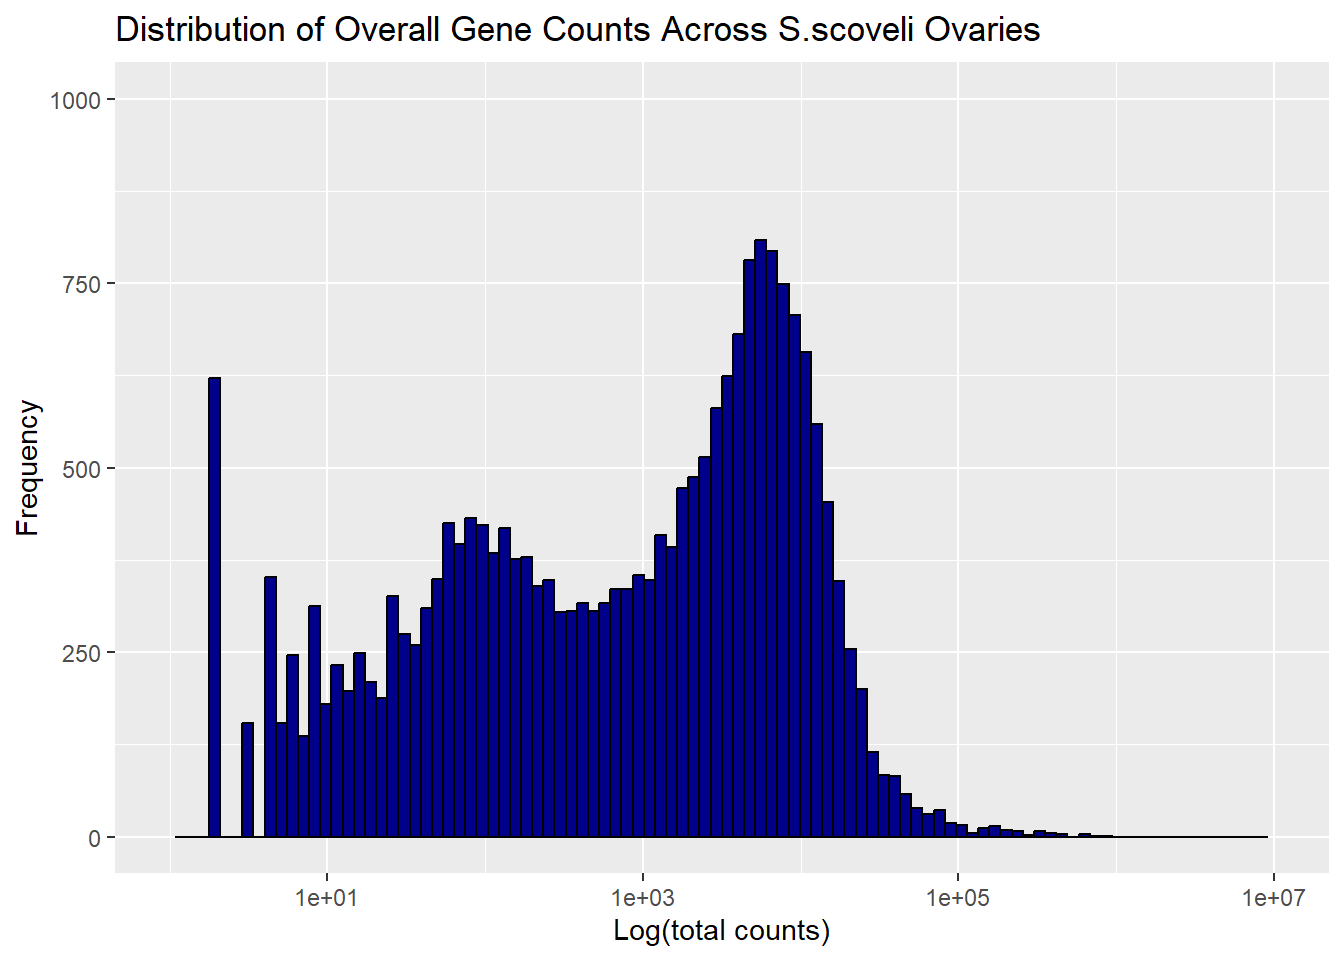 Distribution of Overall Gene Counts Across S.scoveli Ovaries
1000
750
500
250
0
Frequency
1e+01 1e+03 1e+05 1e+07
Log(total counts)